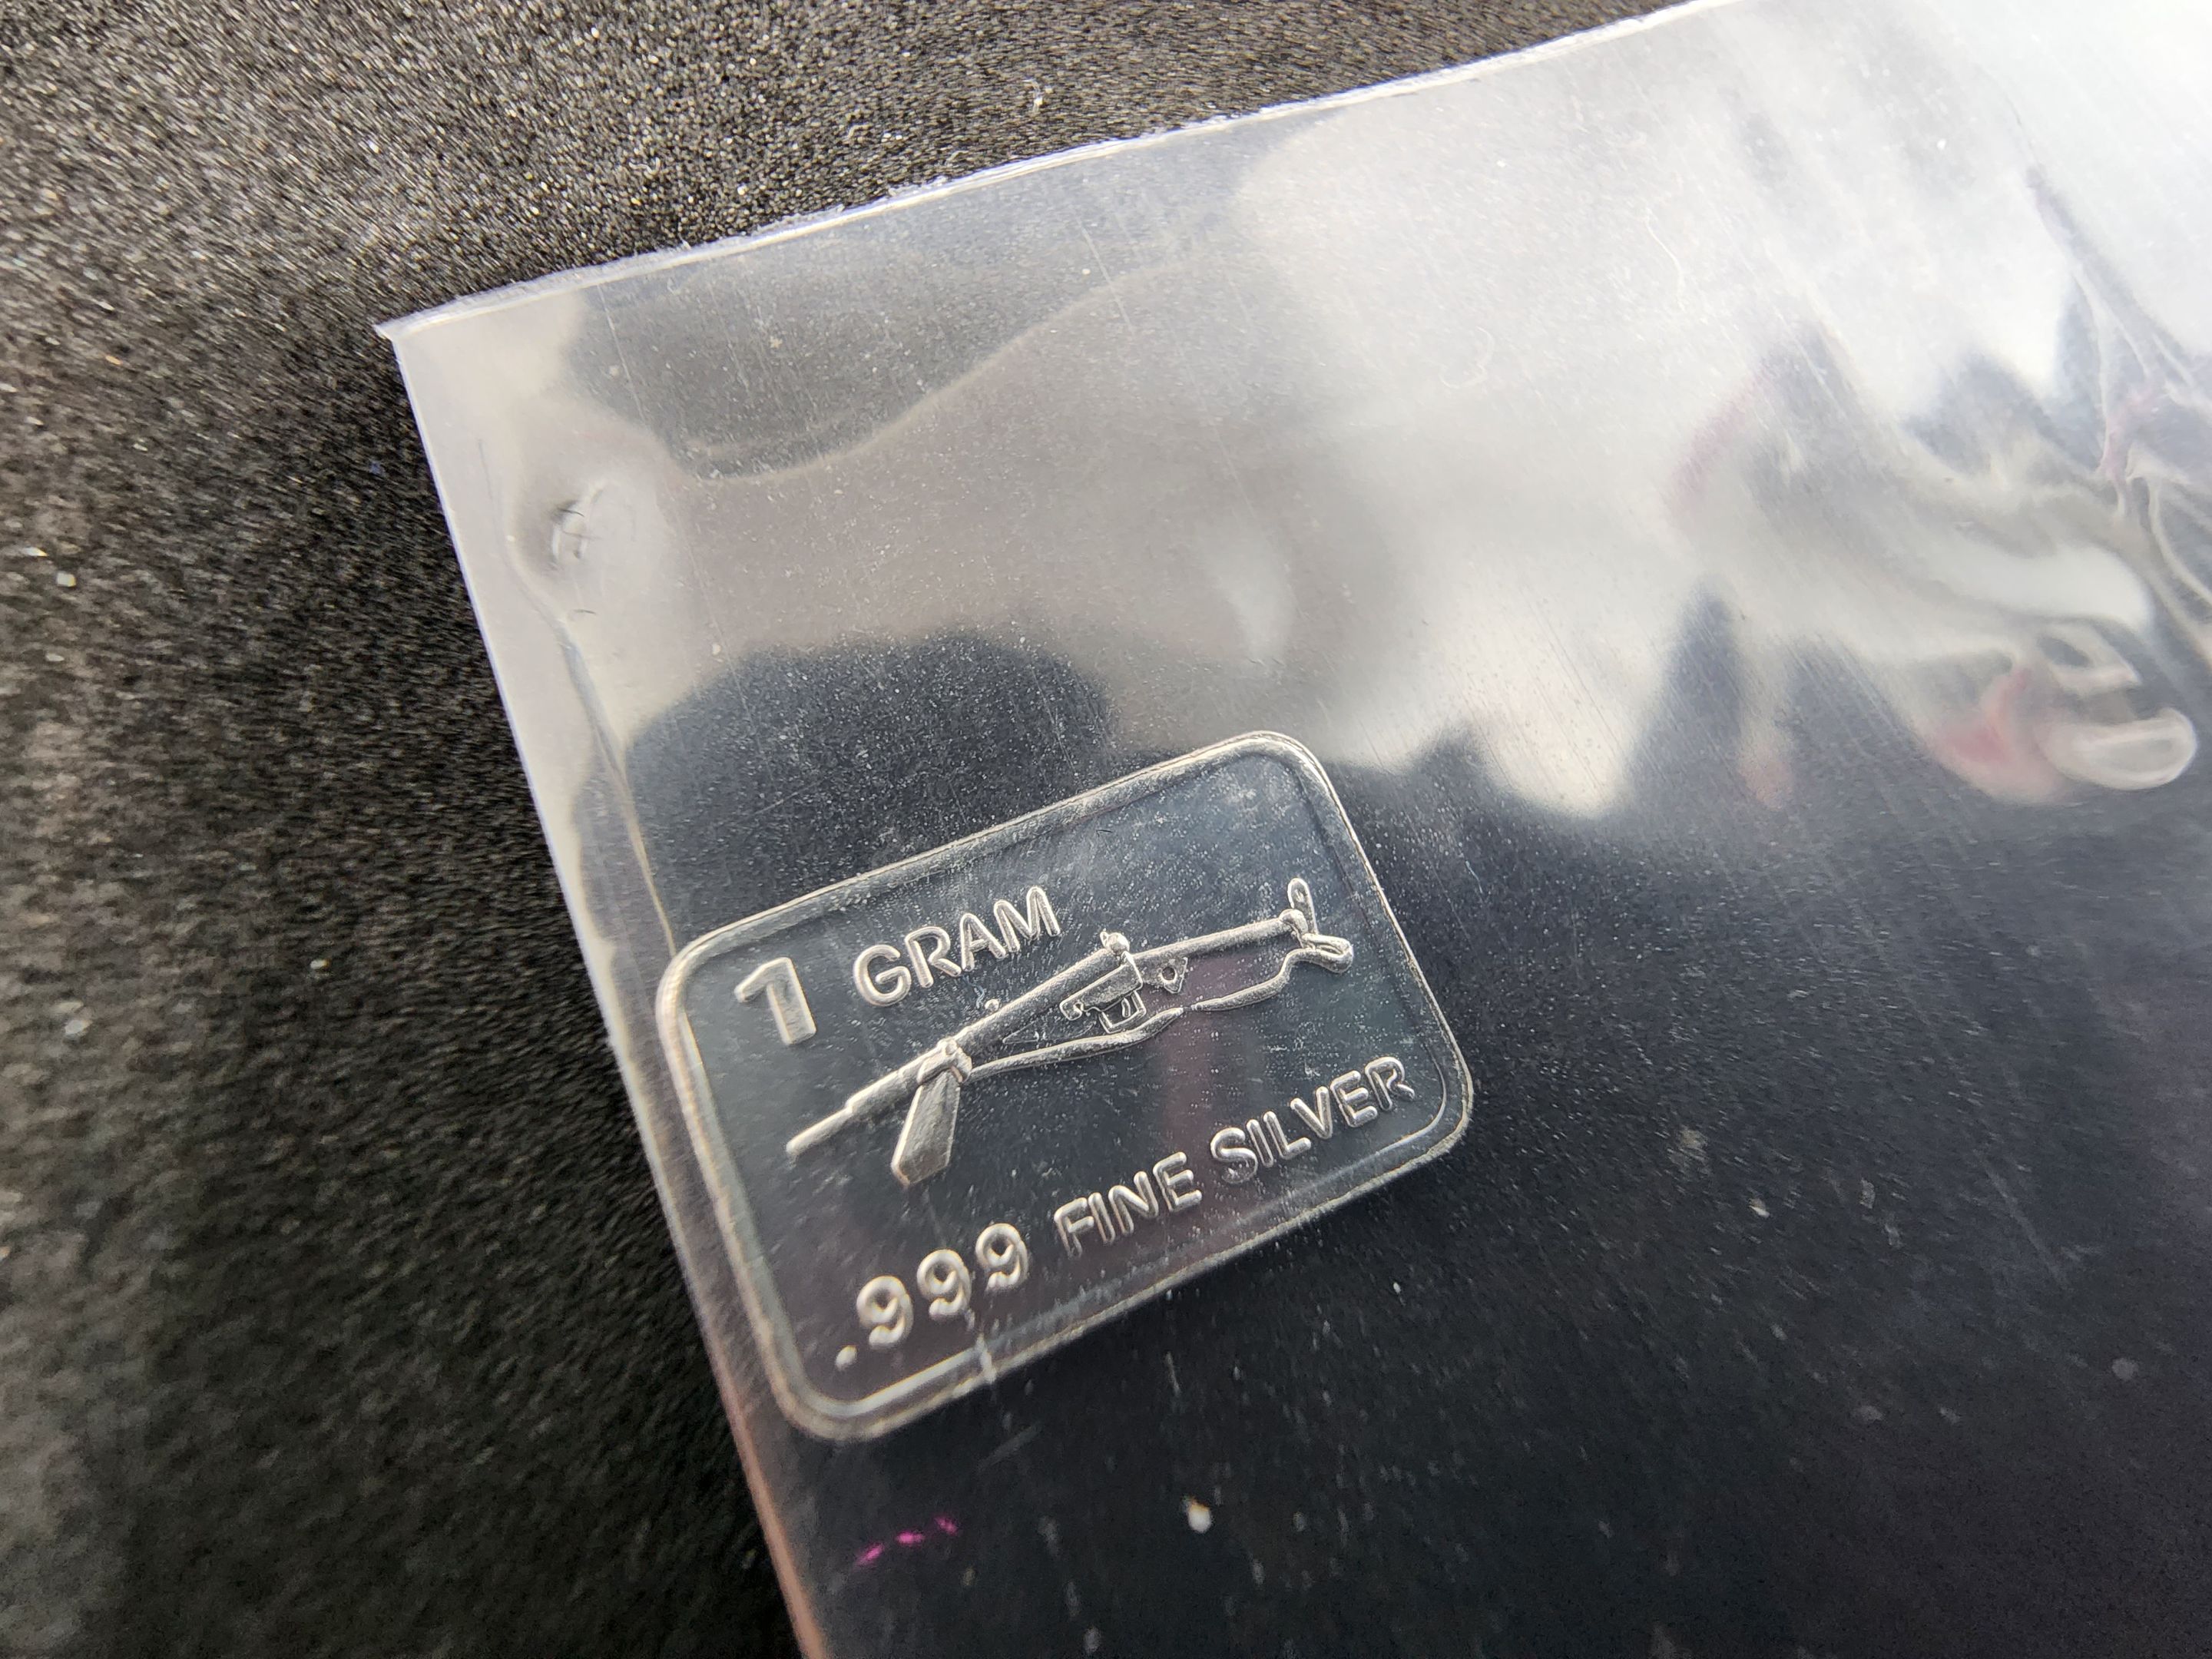 1 GRAM
.999 FINE SILVER